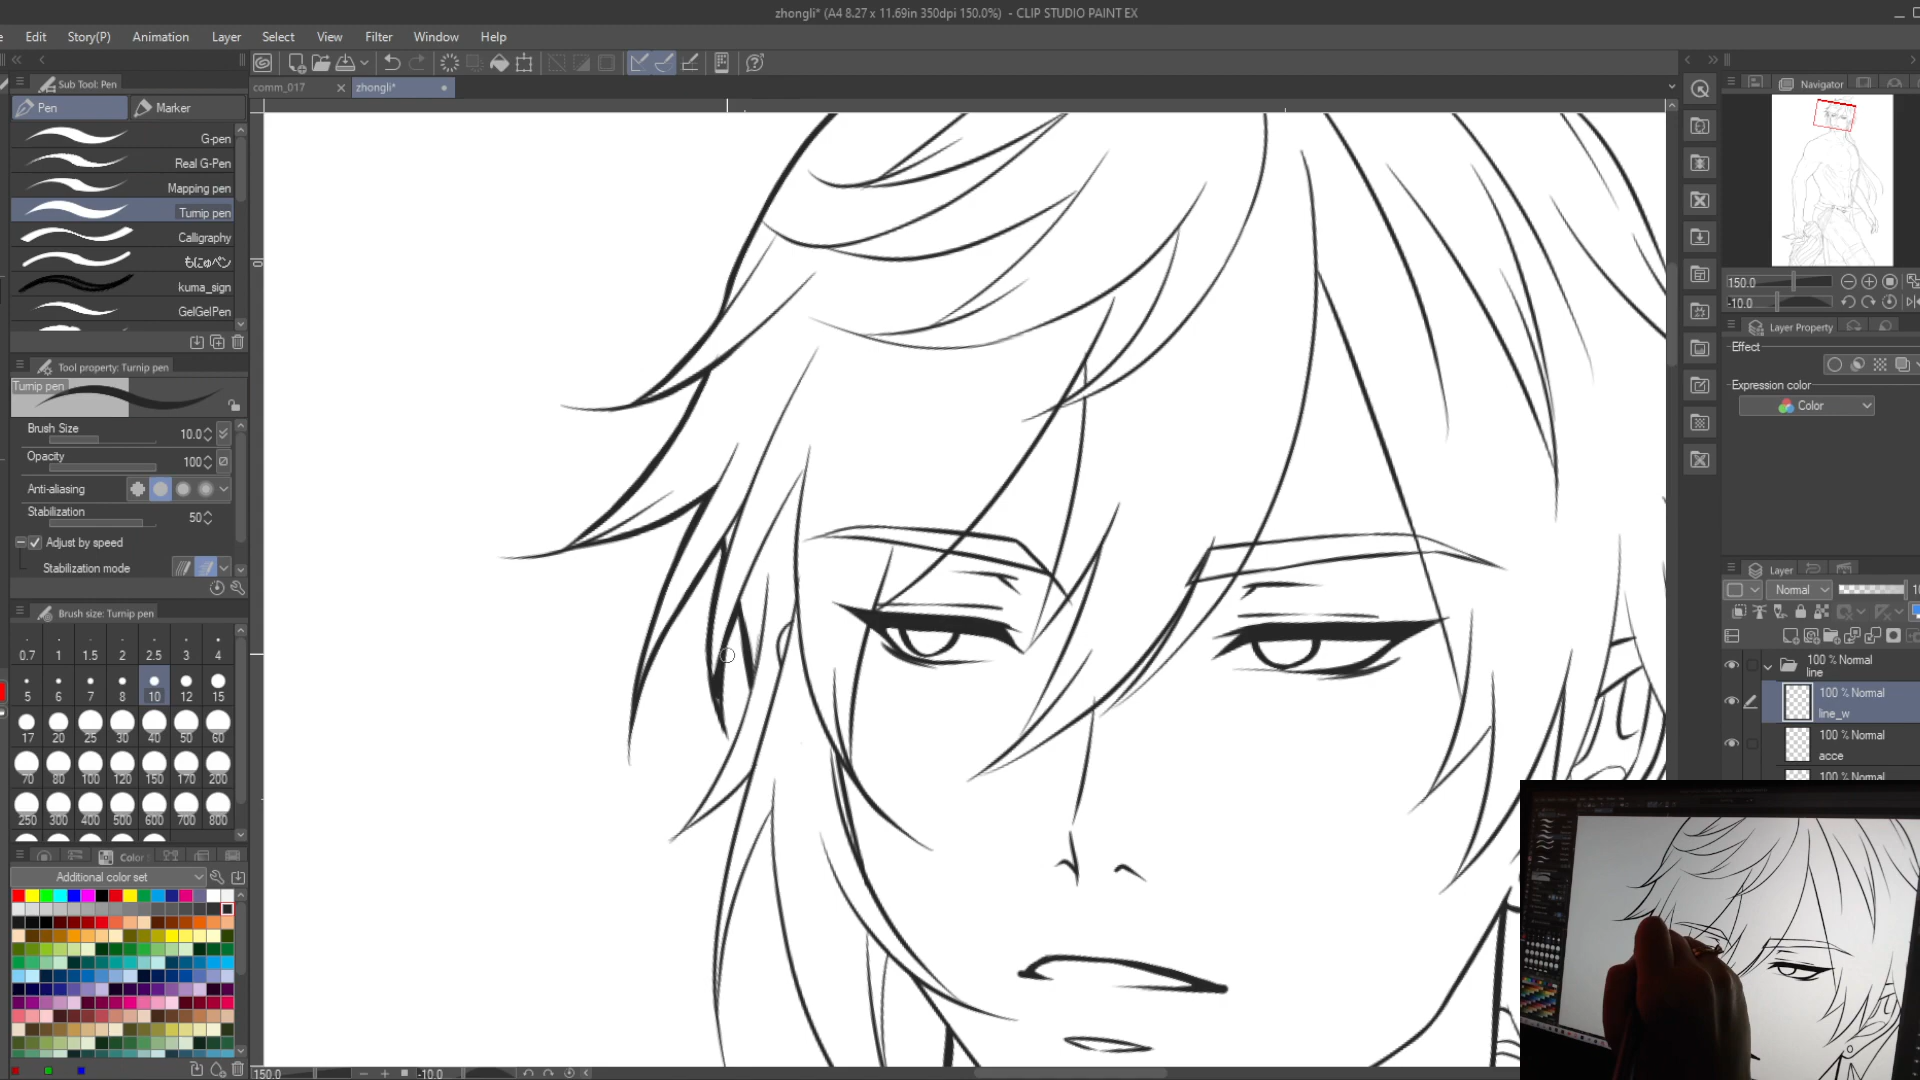 zhongli* (A4 8.27 x 11.69in 350dpi 150.0%) - CLIP STUDIO PAINT EX
Edit Story(P) Animation Layer Select View Filter Window Help
Sub Tool: Pen
comm_017
zhongli*
Navigator
Pen
Marker
G-pen
Real G-Pen
Mapping pen
Turnip pen
Calligraphy
もにゅペン
kuma_sign
GelGelPen
150.0
-10.0
Layer Property
Effect
Expression color
Color
Tool property: Turnip pen
Turnip pen
Brush Size 10.0
Opacity 100
Anti-aliasing
Stabilization 50
Adjust by speed
Stabilization mode
Brush size: Turnip pen
0.7 1 1.5 2 2.5 3 4
5 6 7 8 10 12 15
17 20 25 30 40 50 60
70 80 100 120 150 170 200
250 300 400 500 600 700 800
Color
Additional color set
Layer
Normal
100 % Normal
line
100 % Normal
line_w
100 % Normal
acce
100 % Normal
150.0
-10.0